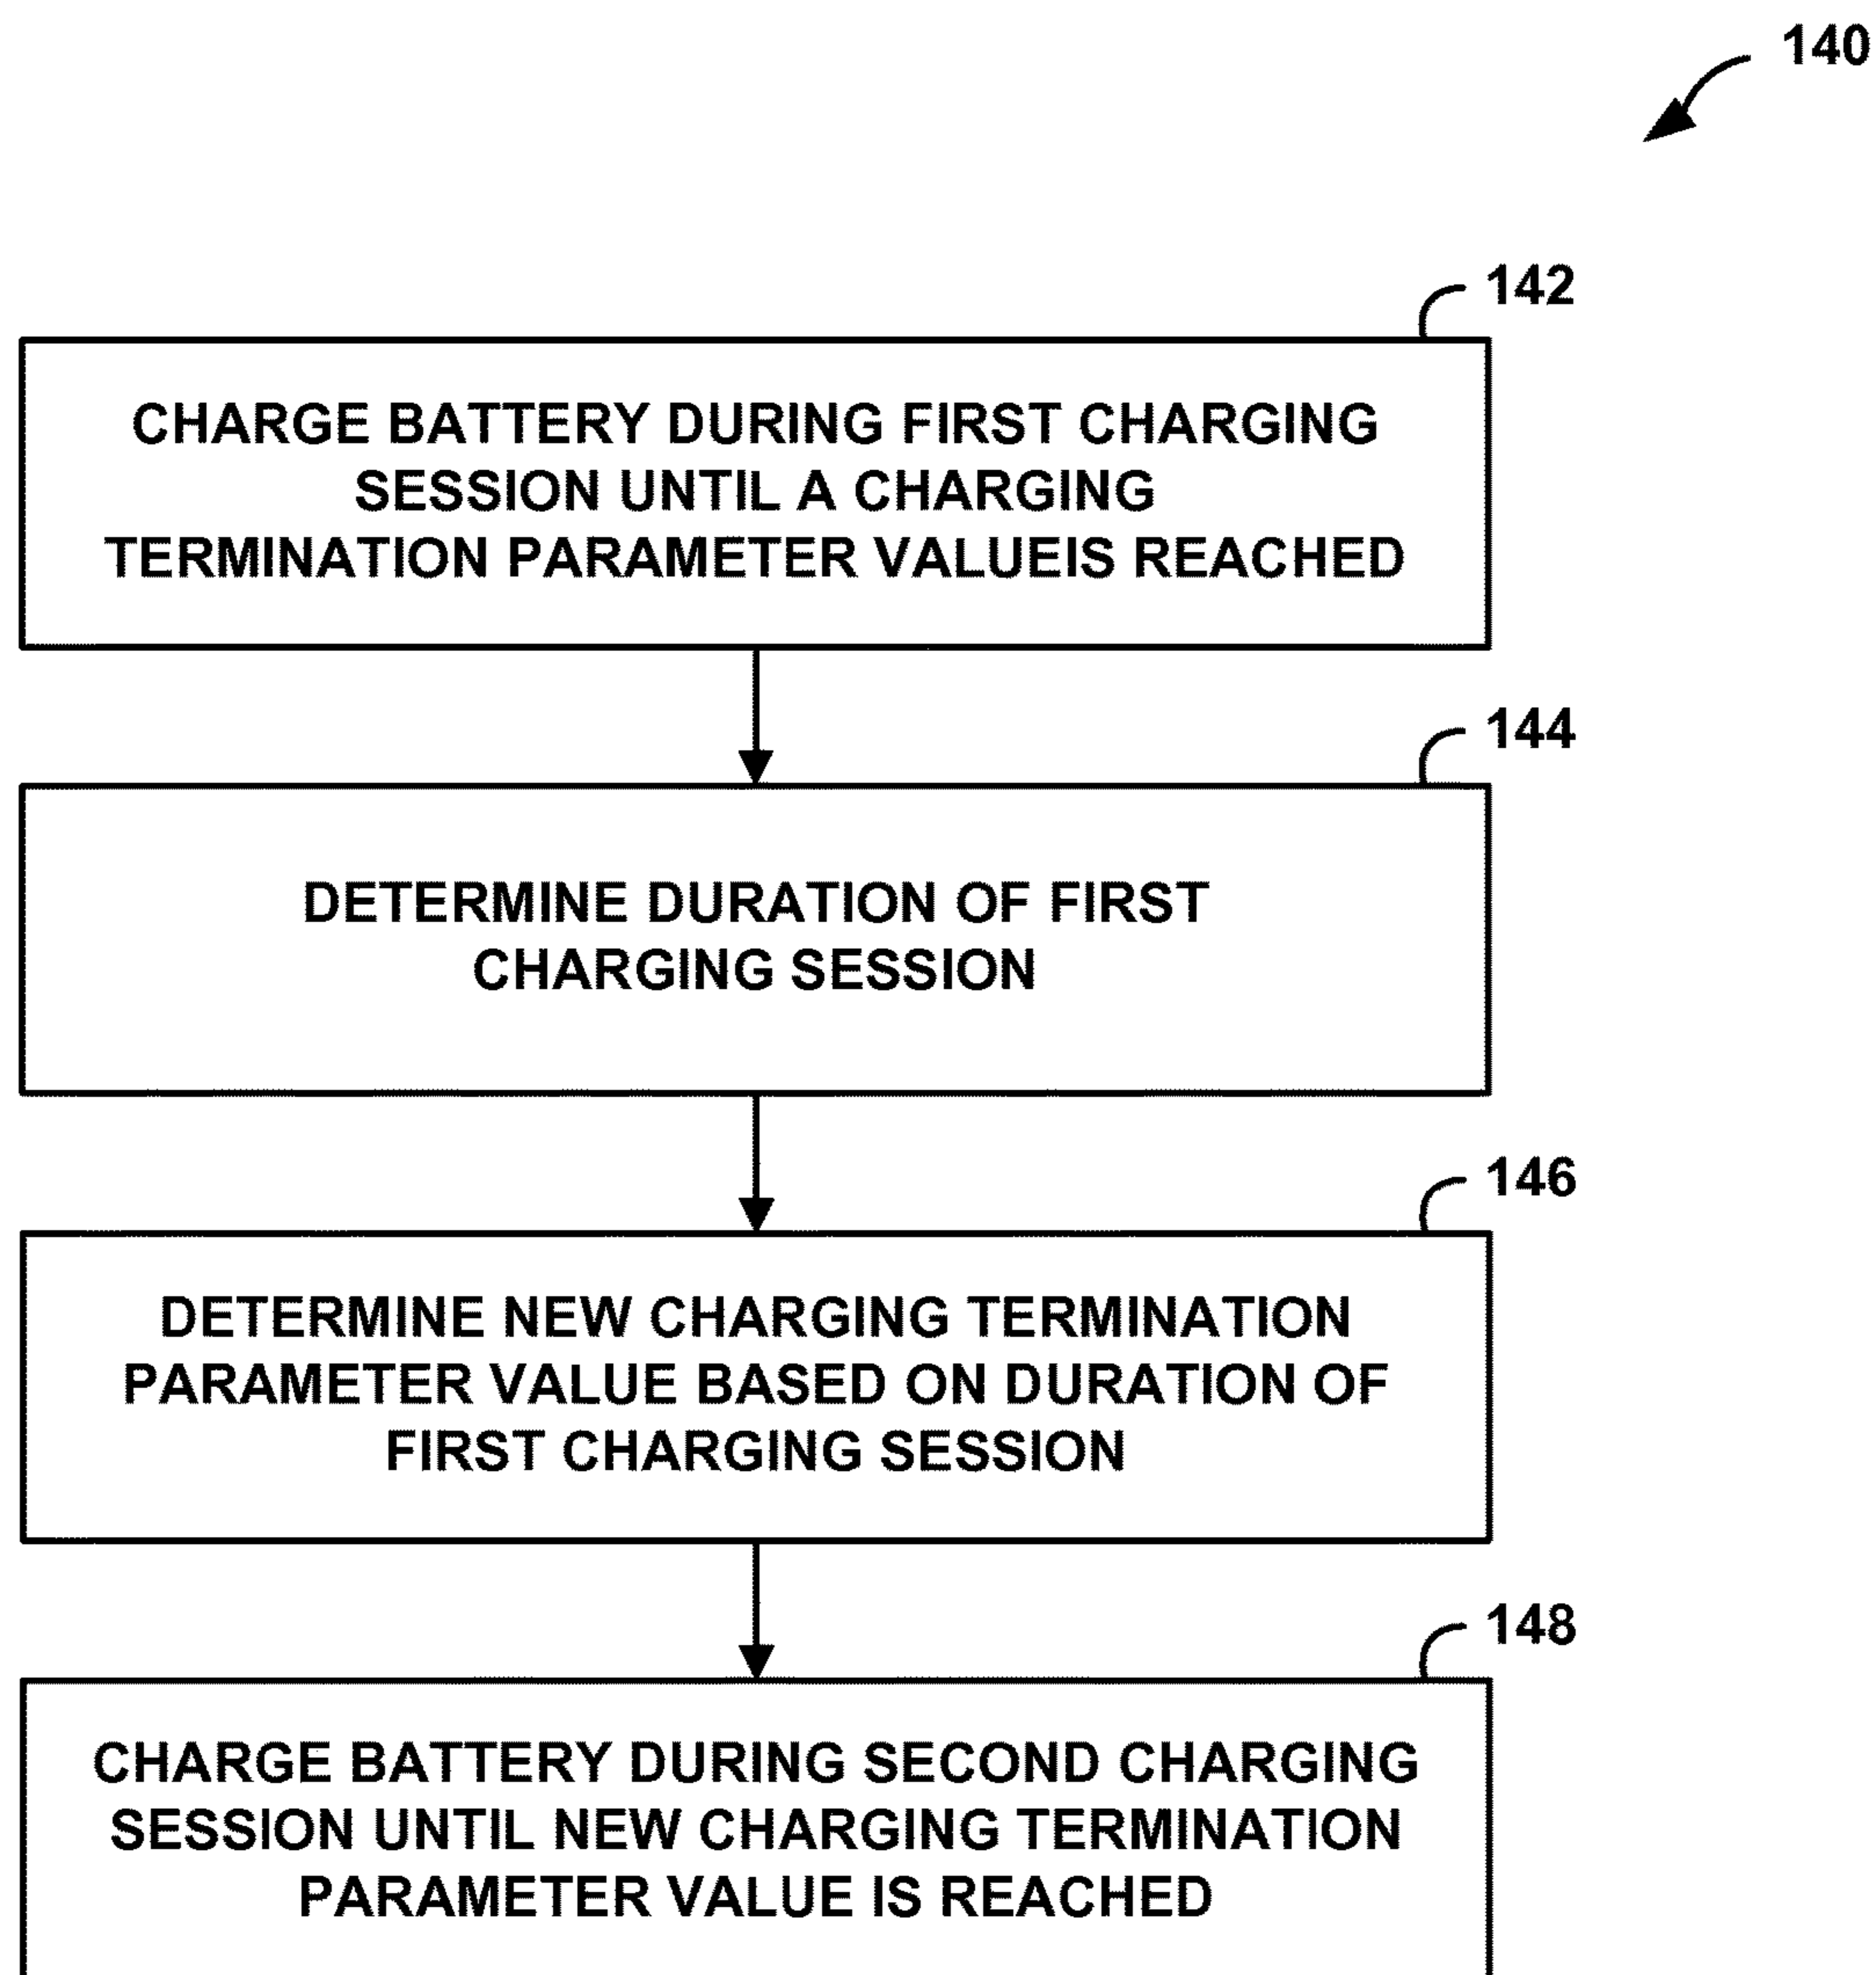 140
142
CHARGE BATTERY DURING FIRST CHARGING
SESSION UNTIL A CHARGING
TERMINATION PARAMETER VALUEIS REACHED
144
DETERMINE DURATION OF FIRST
CHARGING SESSION
146
DETERMINE NEW CHARGING TERMINATION
PARAMETER VALUE BASED ON DURATION OF
FIRST CHARGING SESSION
148
CHARGE BATTERY DURING SECOND CHARGING
SESSION UNTIL NEW CHARGING TERMINATION
PARAMETER VALUE IS REACHED